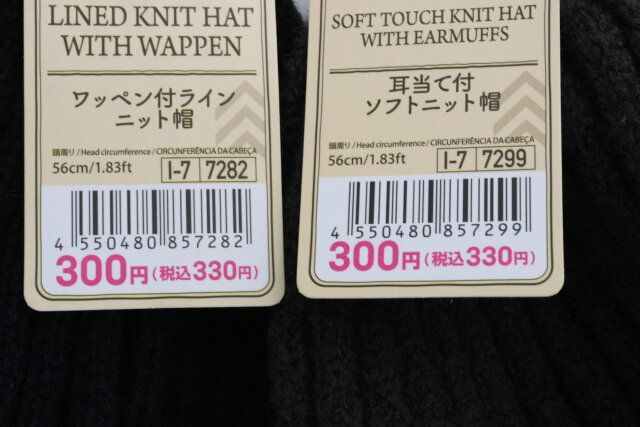 LINED KNIT HAT
WITH WAPPEN
ワッペン付ライン
ニット帽
頭周り/Head circumference/CIRCUNFERÊNCIA DA CABEÇA
56cm/1.83ft
I-7 7282
4 550480 857282
300円(税込330円)
SOFT TOUCH KNIT HAT
WITH EARMUFFS
耳当て付
ソフトニット帽
頭周り/Head circumference/CIRCUNFERÊNCIA DA CABEÇA
56cm/1.83ft
I-7 7299
4 550480 857299
300円(税込330円)